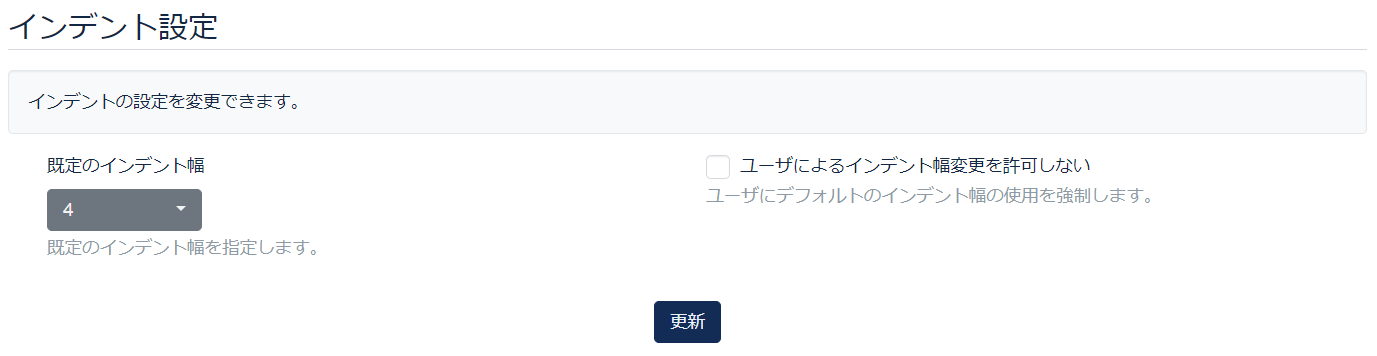 インデント設定
インデントの設定を変更できます。
既定のインデント幅
4
既定のインデント幅を指定します。
ユーザによるインデント幅変更を許可しない
ユーザにデフォルトのインデント幅の使用を強制します。
更新